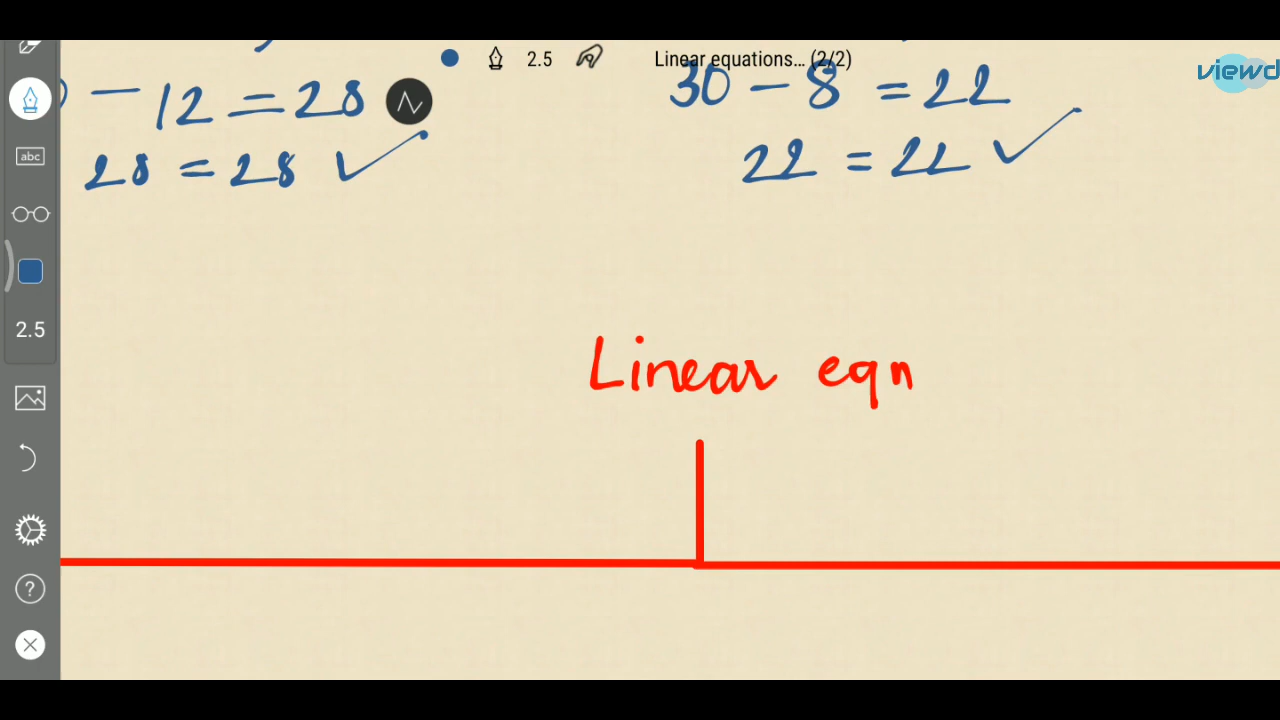 2.5 Linear equations... (2/2) viewd
— 12 = 28
30 — 8 = 22
28 = 28 ✓
22 = 22 ✓
abc
2.5
Linear eqn
?